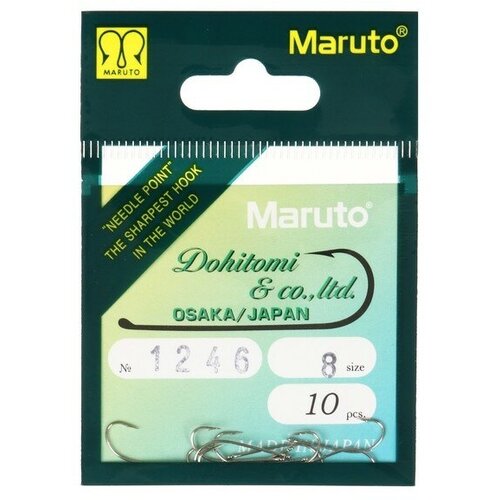 MARUTO
Maruto®
"NEEDLE POINT"
THE SHARPEST HOOK
IN THE WORLD
Maruto®
Dohitomi
& co.,ltd.
OSAKA/JAPAN
№ 1246 8 size
10 pcs.
MADE IN JAPAN